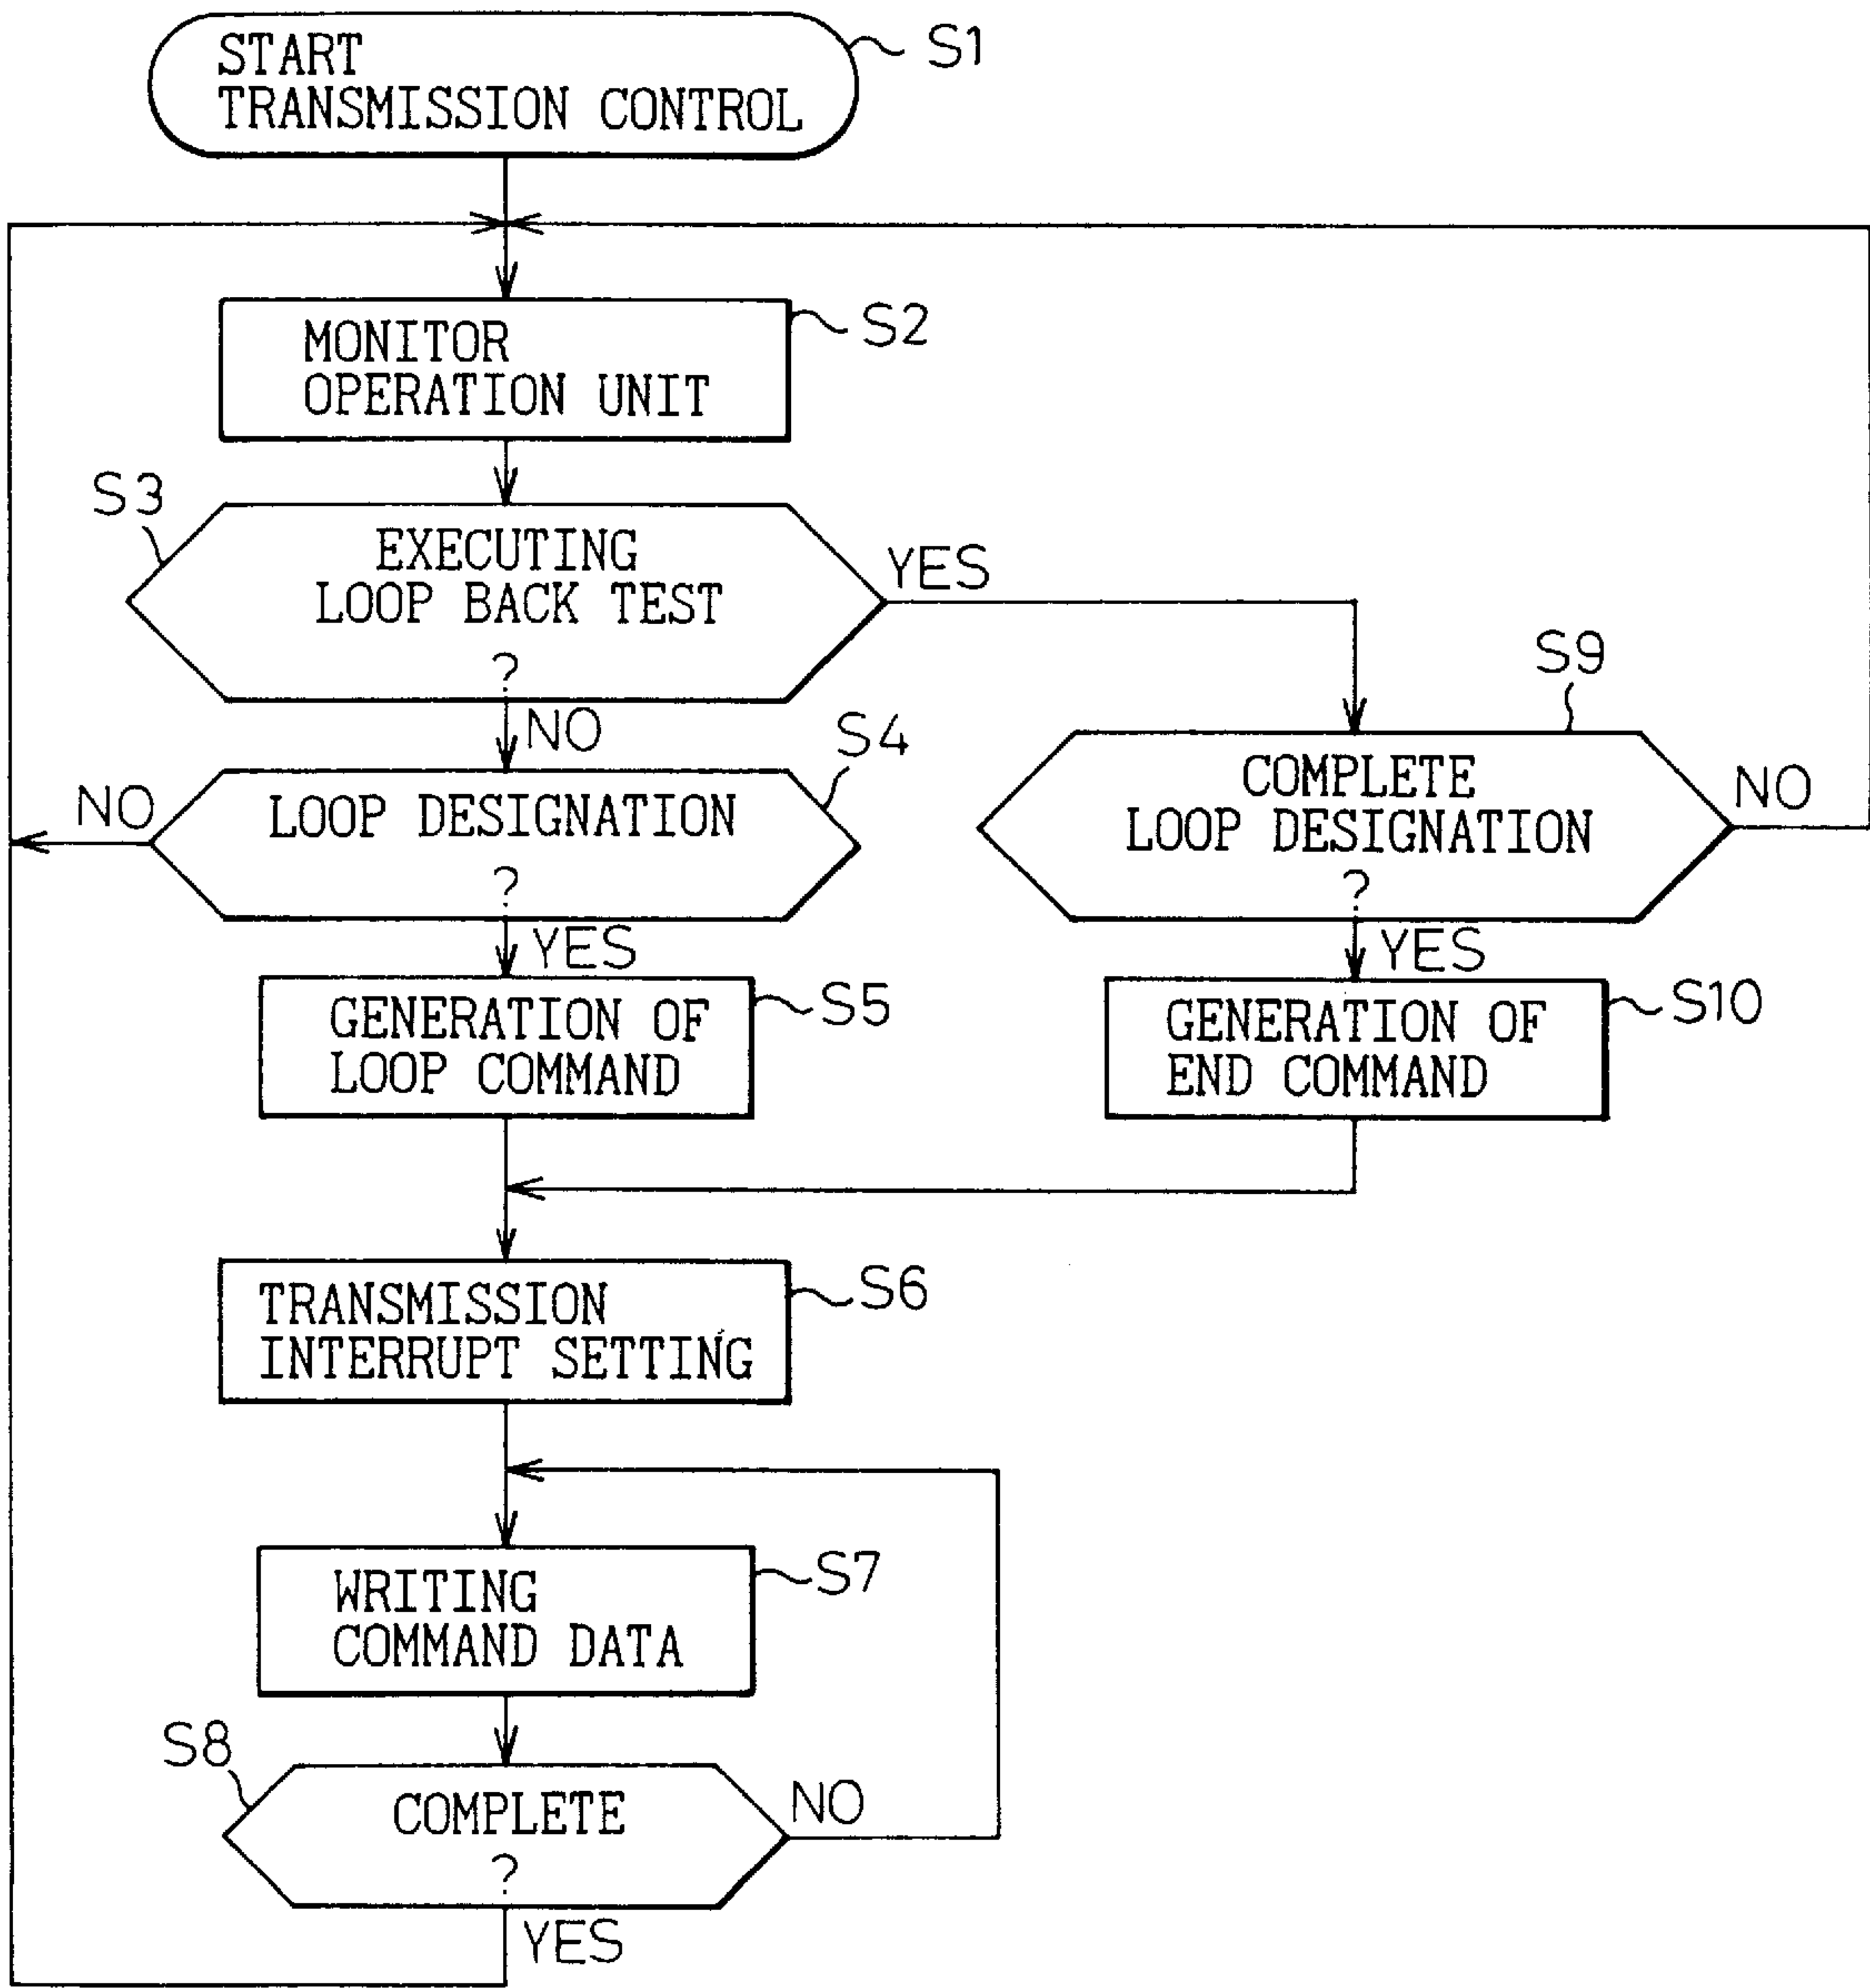 START
TRANSMISSION CONTROL
S1
MONITOR
OPERATION UNIT
S2
S3
EXECUTING
LOOP BACK TEST
?
YES
NO
S4
LOOP DESIGNATION
?
NO
YES
S9
COMPLETE
LOOP DESIGNATION
?
NO
YES
GENERATION OF
LOOP COMMAND
S5
GENERATION OF
END COMMAND
S10
TRANSMISSION
INTERRUPT SETTING
S6
WRITING
COMMAND DATA
S7
S8
COMPLETE
?
NO
YES